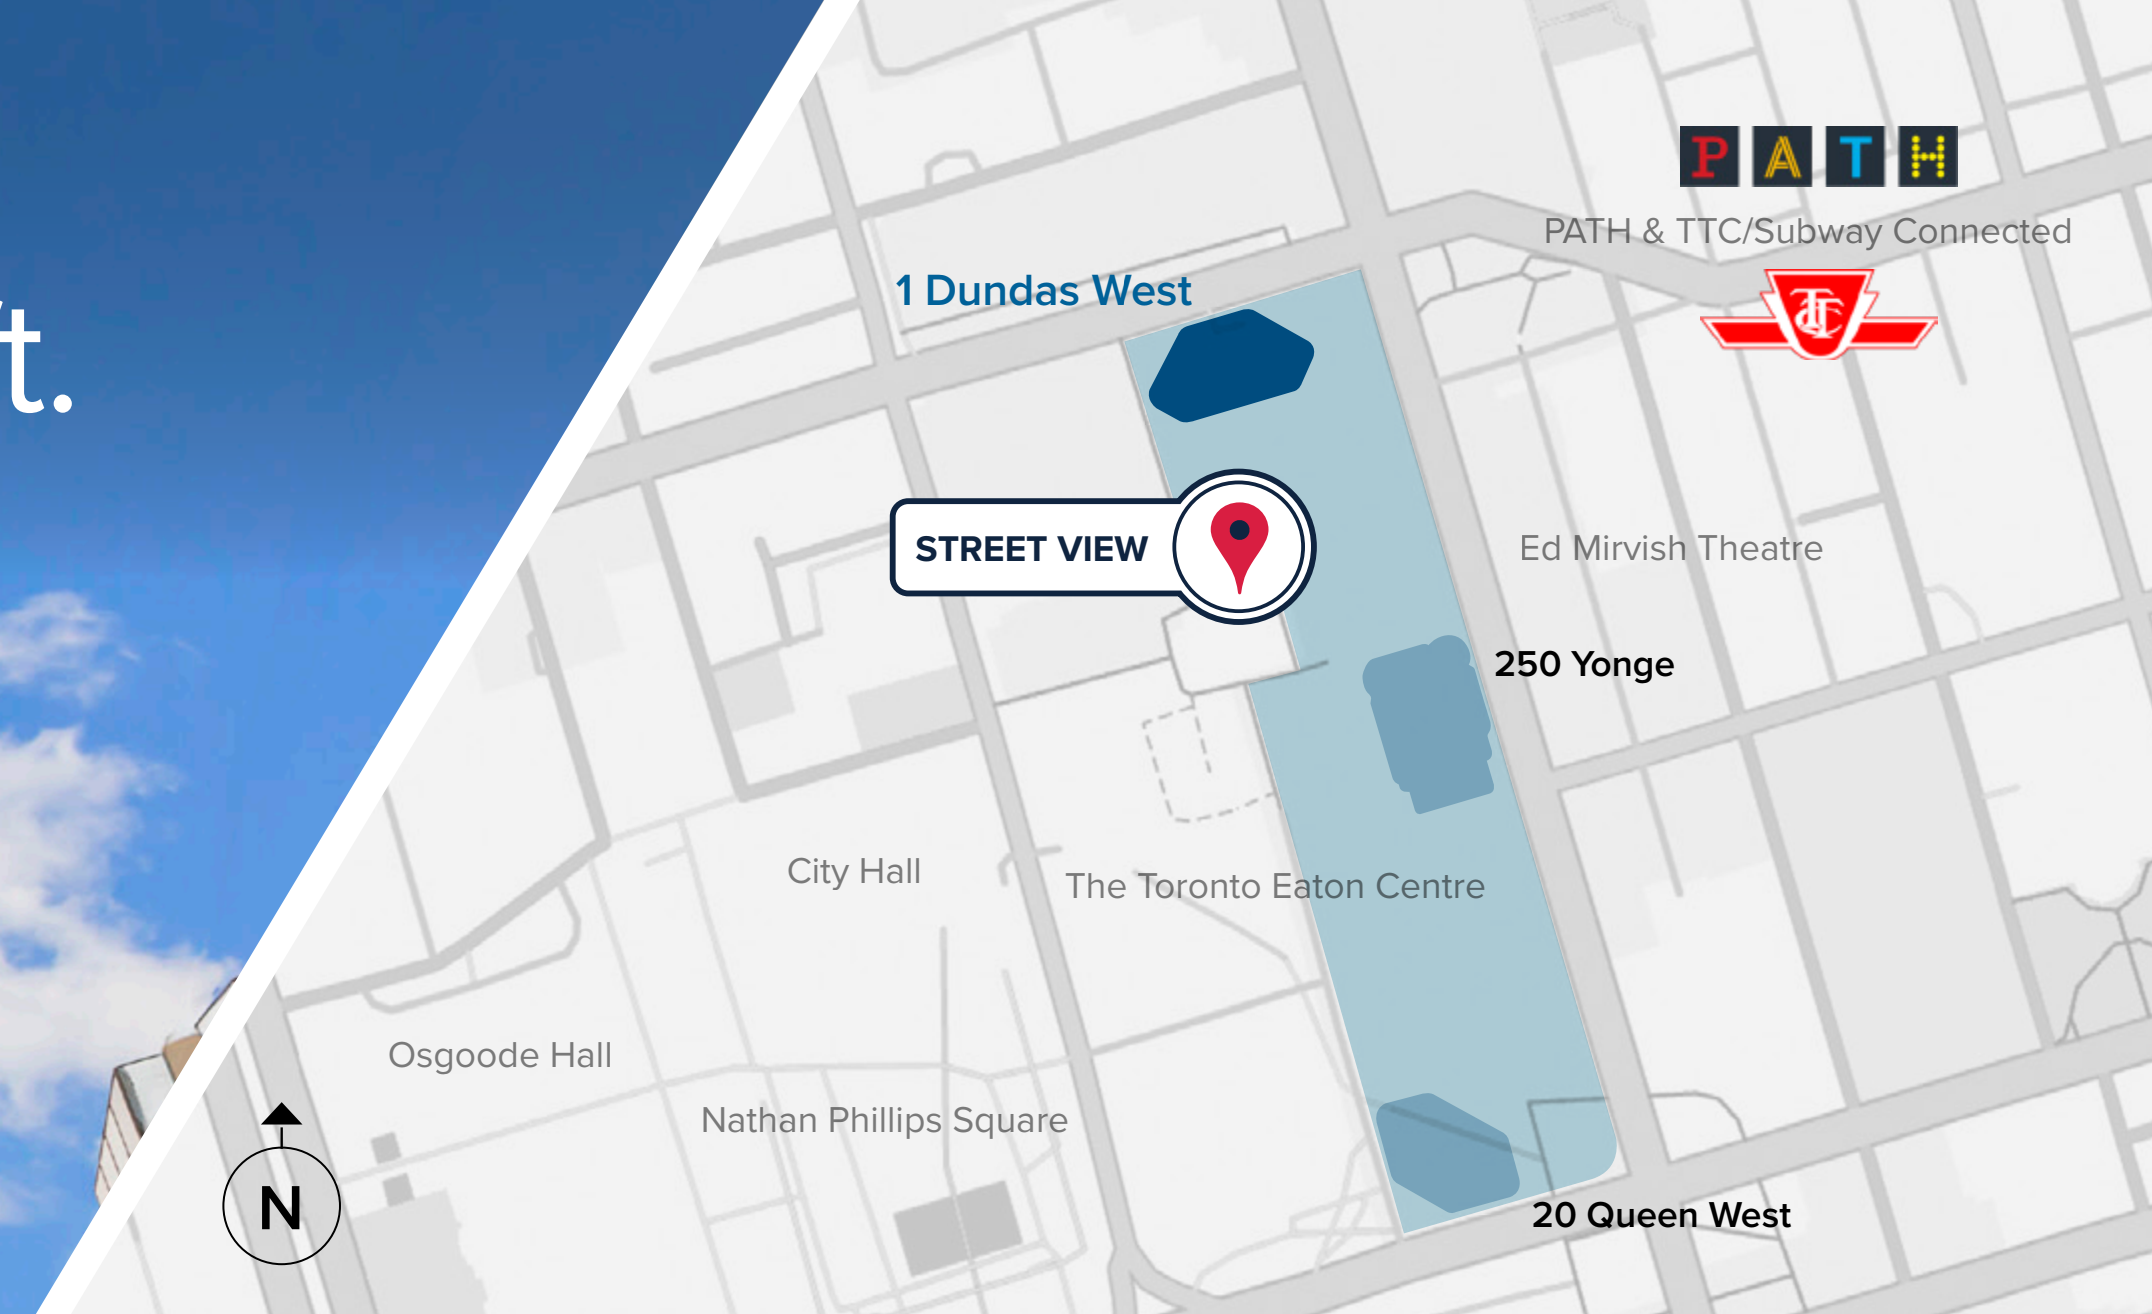 t.
PATH
PATH & TTC/Subway Connected
TTC
1 Dundas West
STREET VIEW
Ed Mirvish Theatre
250 Yonge
City Hall
The Toronto Eaton Centre
Osgoode Hall
Nathan Phillips Square
N
20 Queen West